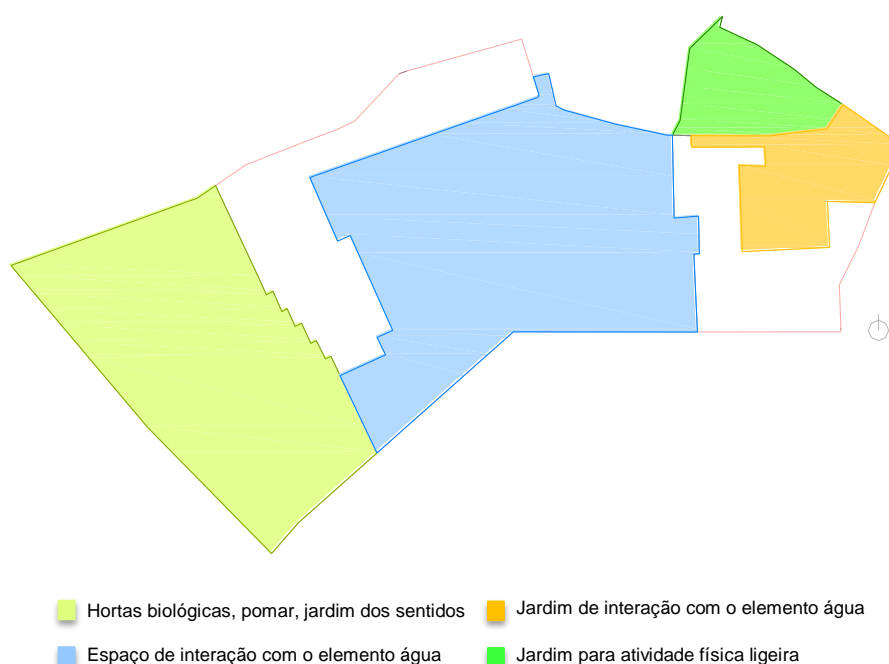 Hortas biológicas, pomar, jardim dos sentidos
Jardim de interação com o elemento água
Espaço de interação com o elemento água
Jardim para atividade física ligeira